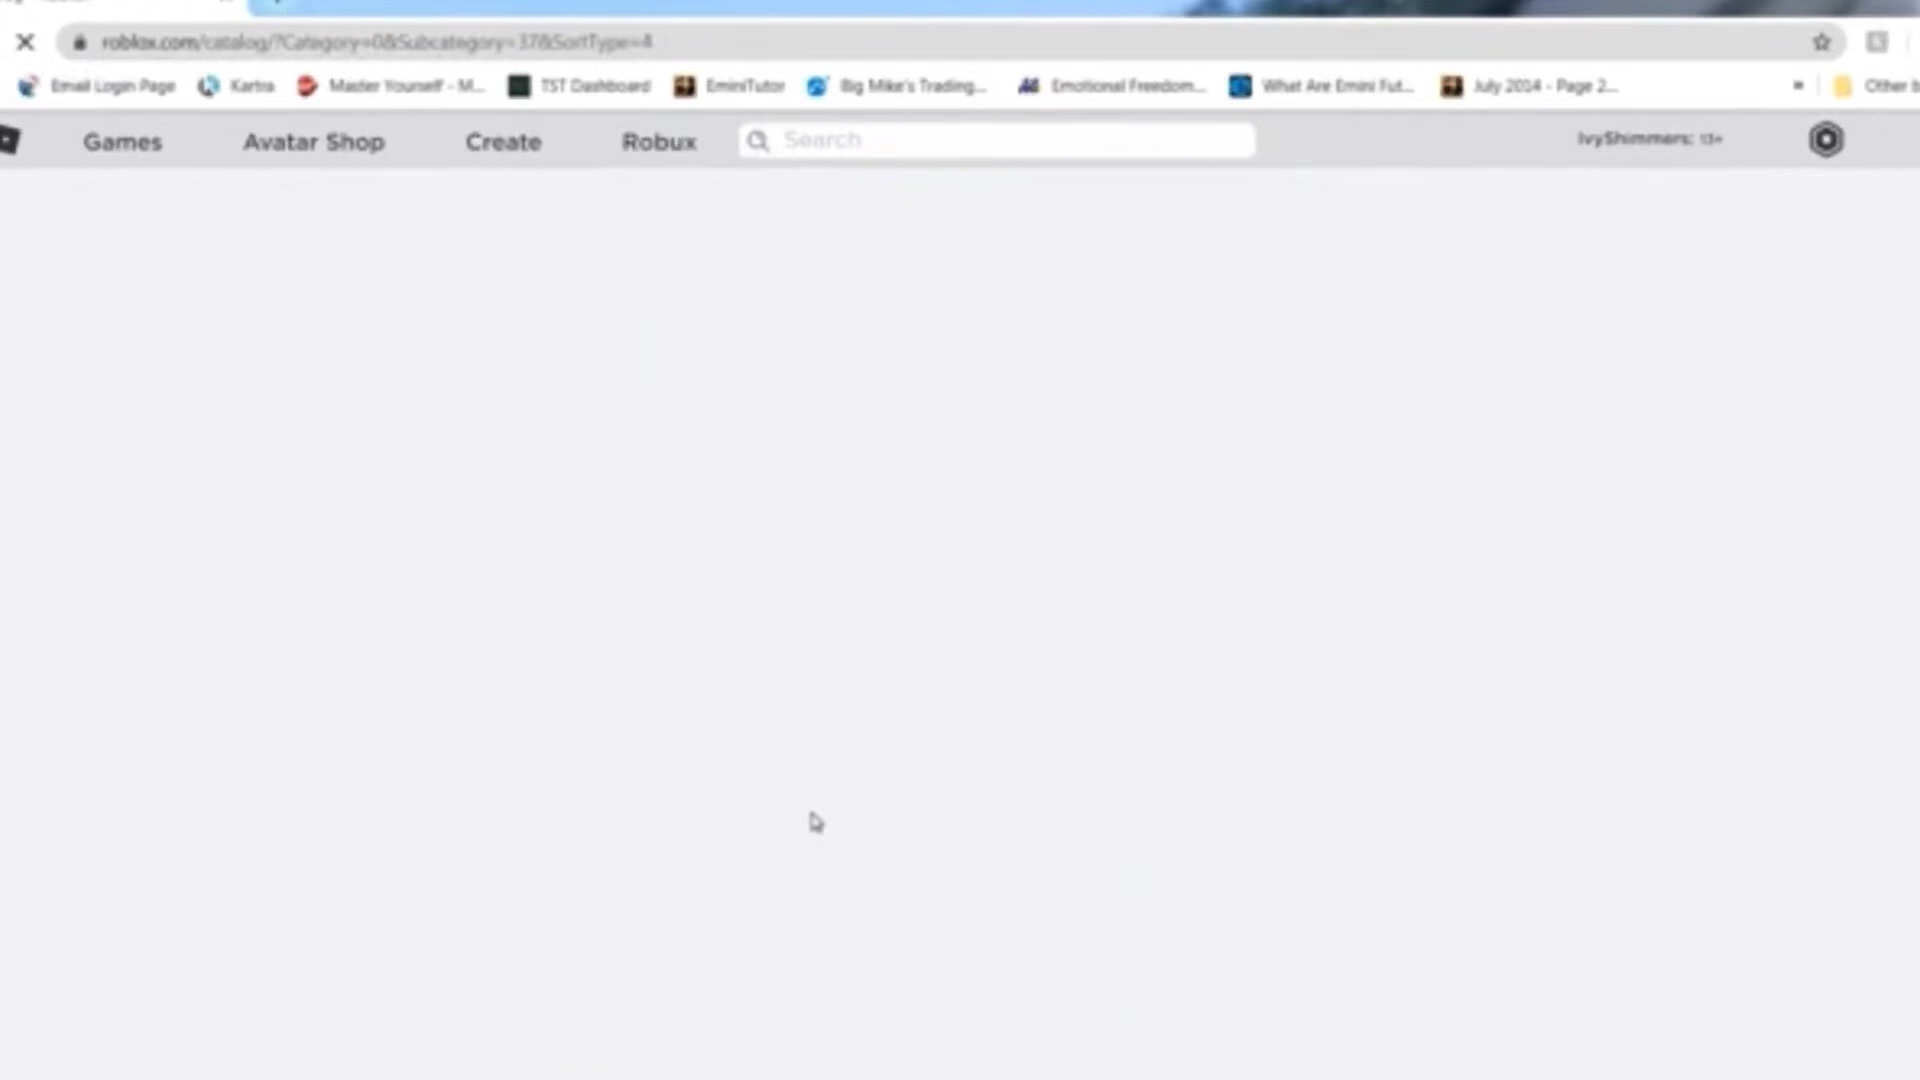 roblox.com/catalog/?Category=0&Subcategory=37&SortType=4
Email Login Page Kartra Master Yourself - M... TST Dashboard EminiTutor Big Mike's Trading... Emotional Freedom... What Are Emini Fut... July 2014 - Page 2... » Other b
Games Avatar Shop Create Robux Search IvyShimmers: 13+